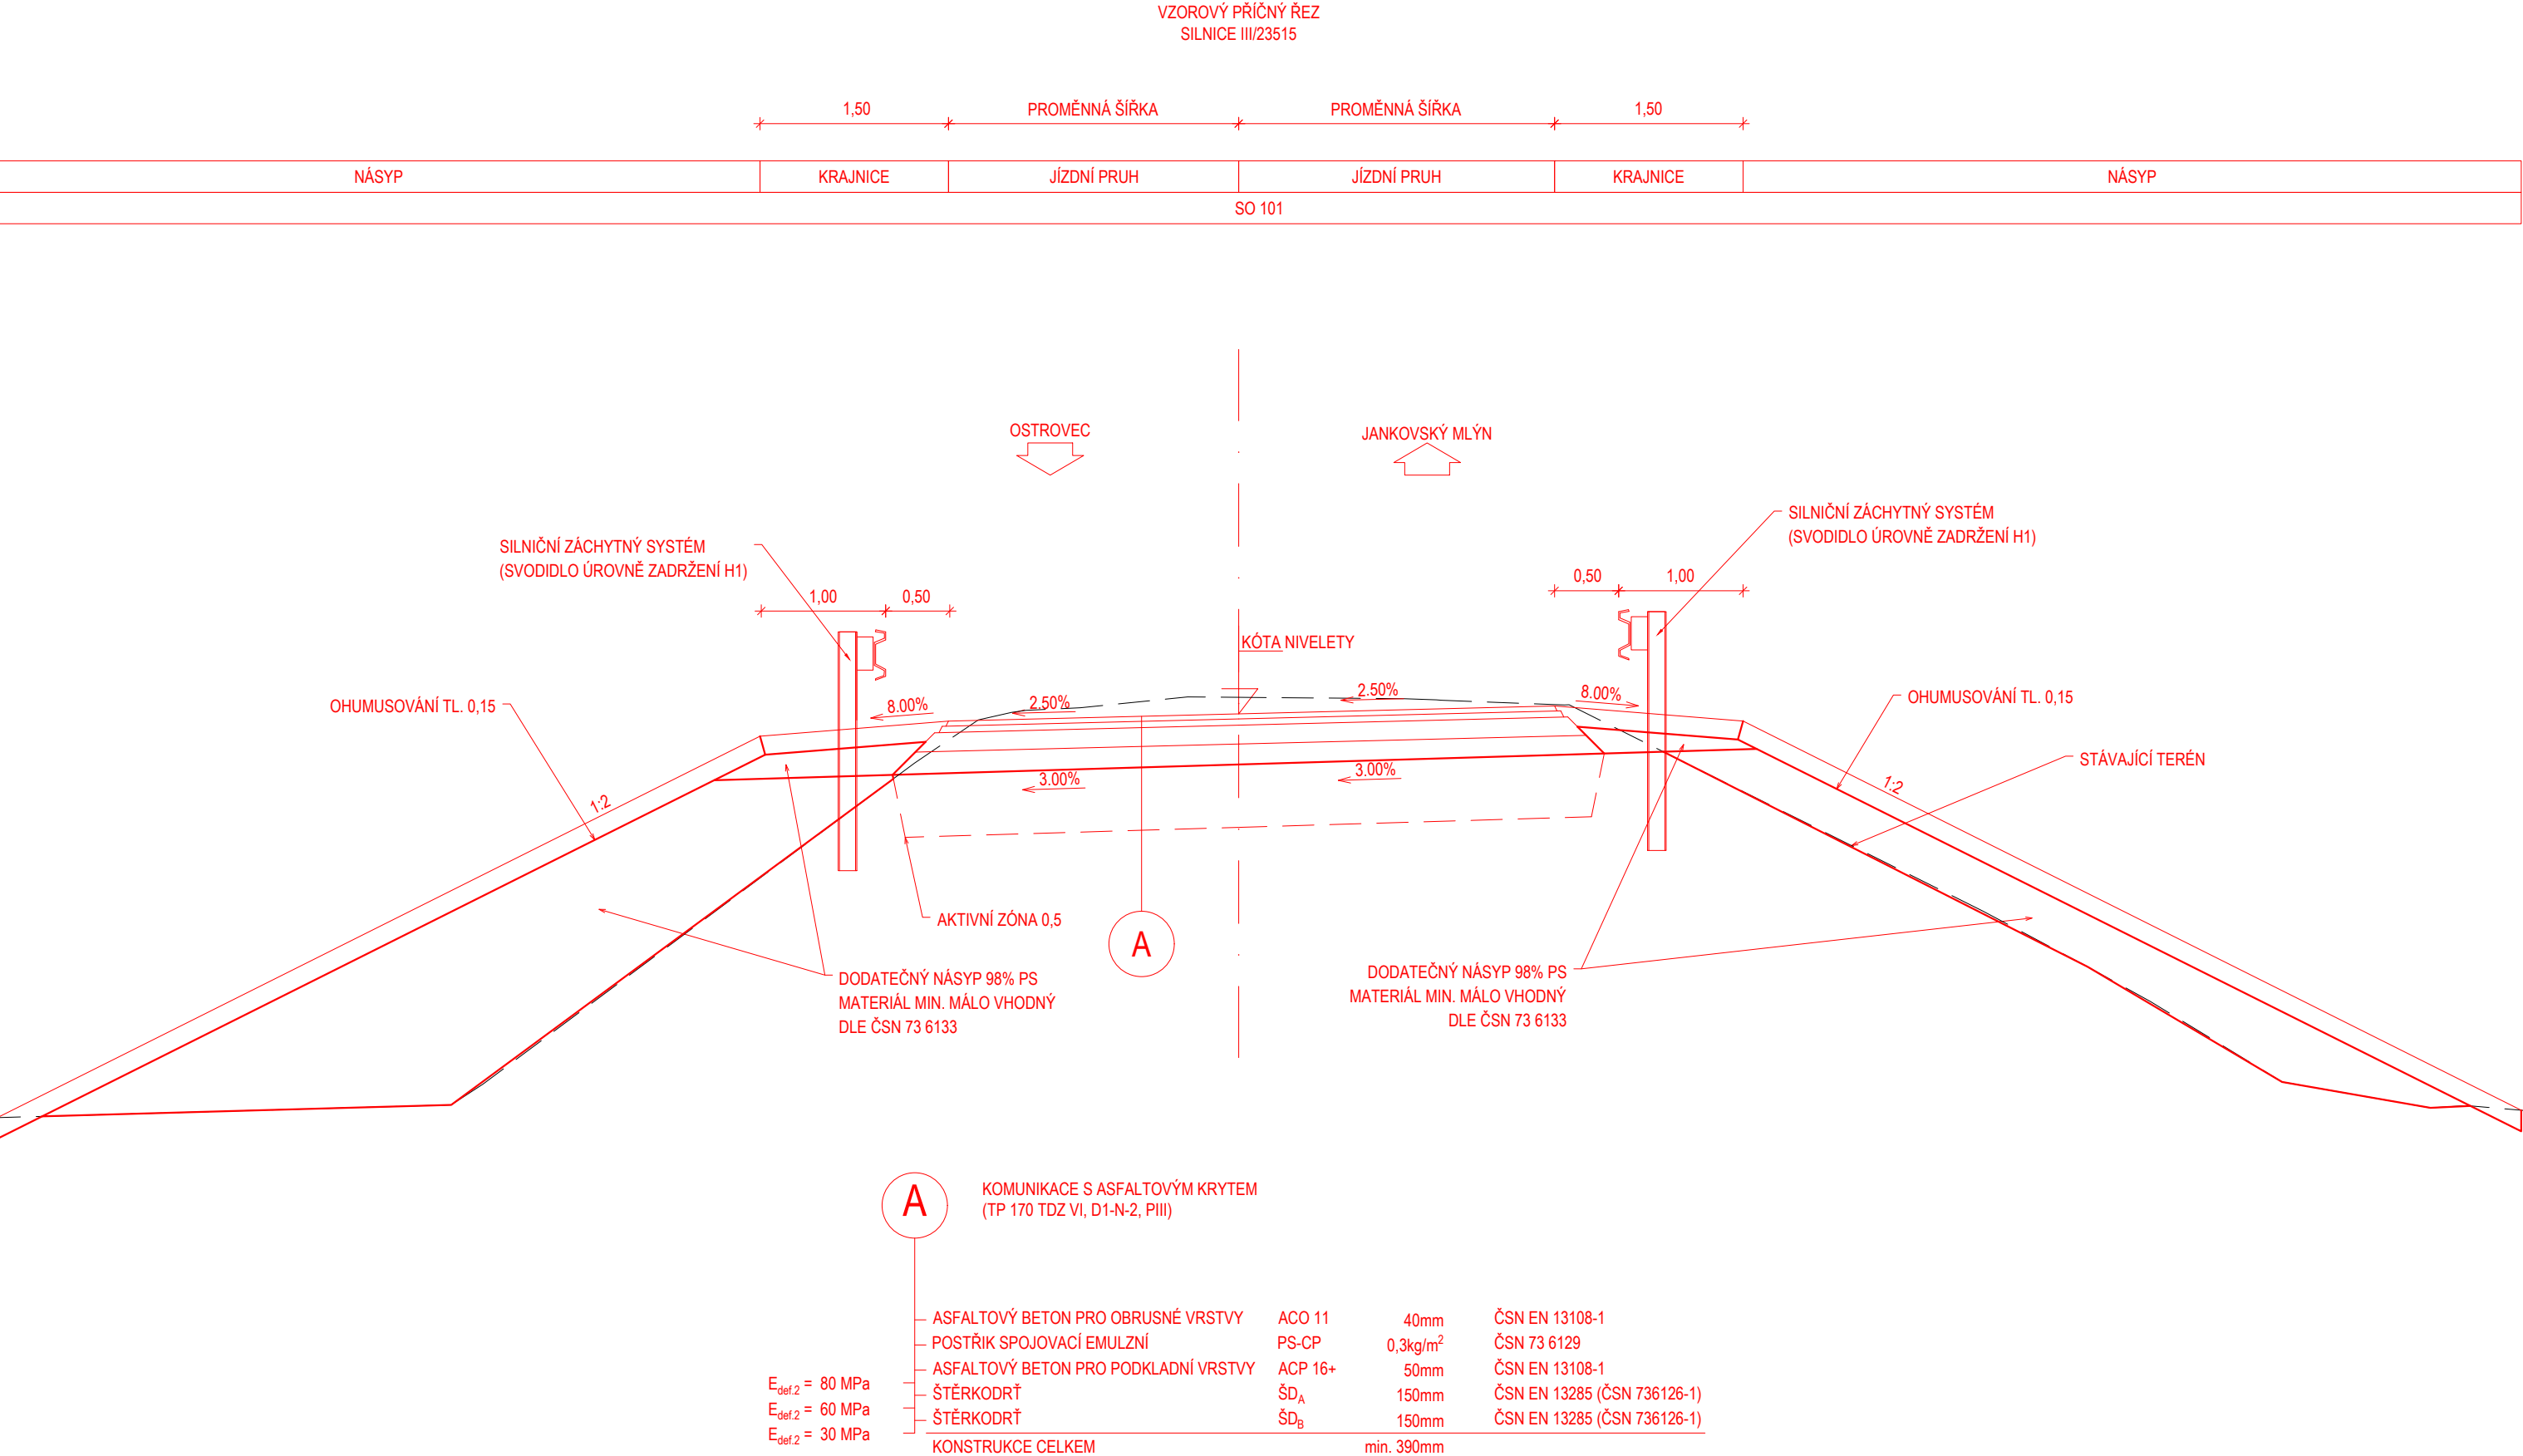 VZOROVÝ PŘÍČNÝ ŘEZ
SILNICE III/23515
1,50 PROMĚNNÁ ŠÍŘKA PROMĚNNÁ ŠÍŘKA 1,50
NÁSYP KRAJNICE JÍZDNÍ PRUH JÍZDNÍ PRUH KRAJNICE NÁSYP
SO 101
OSTROVEC
JANKOVSKÝ MLÝN
SILNIČNÍ ZÁCHYTNÝ SYSTÉM
(SVODIDLO ÚROVNĚ ZADRŽENÍ H1)
SILNIČNÍ ZÁCHYTNÝ SYSTÉM
(SVODIDLO ÚROVNĚ ZADRŽENÍ H1)
0,50 1,00
1,00 0,50
KÓTA NIVELETY
OHUMUSOVÁNÍ TL. 0,15
8.00% 2.50% 2.50% 8.00%
OHUMUSOVÁNÍ TL. 0,15
STÁVAJÍCÍ TERÉN
3.00% 3.00%
1:2
1:2
AKTIVNÍ ZÓNA 0,5
A
DODATEČNÝ NÁSYP 98% PS
MATERIÁL MIN. MÁLO VHODNÝ
DLE ČSN 73 6133
DODATEČNÝ NÁSYP 98% PS
MATERIÁL MIN. MÁLO VHODNÝ
DLE ČSN 73 6133
A
KOMUNIKACE S ASFALTOVÝM KRYTEM
(TP 170 TDZ VI, D1-N-2, PIII)
ASFALTOVÝ BETON PRO OBRUSNÉ VRSTVY ACO 11 40mm ČSN EN 13108-1
POSTŘIK SPOJOVACÍ EMULZNÍ PS-CP 0,3kg/m² ČSN 73 6129
ASFALTOVÝ BETON PRO PODKLADNÍ VRSTVY ACP 16+ 50mm ČSN EN 13108-1
Edef.2 = 80 MPa
ŠTĚRKODRŤ ŠDA 150mm ČSN EN 13285 (ČSN 736126-1)
Edef.2 = 60 MPa
ŠTĚRKODRŤ ŠDB 150mm ČSN EN 13285 (ČSN 736126-1)
Edef.2 = 30 MPa
KONSTRUKCE CELKEM min. 390mm